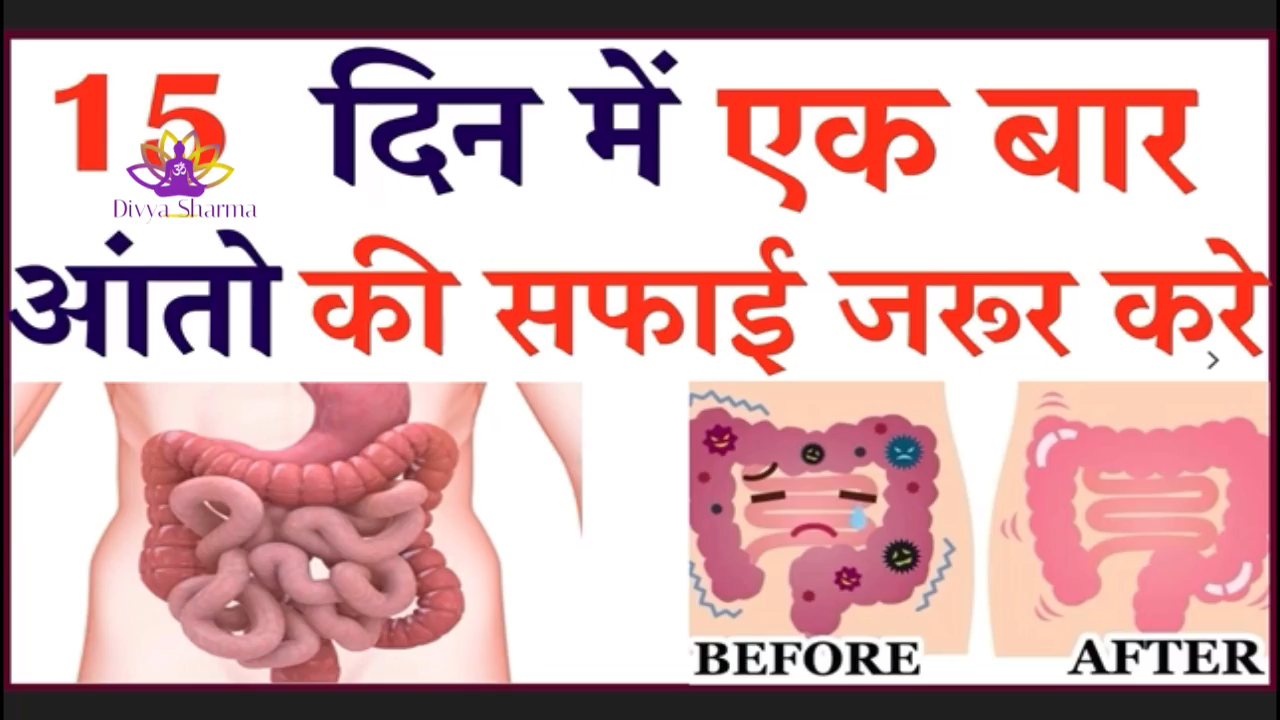 15 दिन में एक बार
Divya Sharma
आंतो की सफाई जरूर करे
BEFORE
AFTER